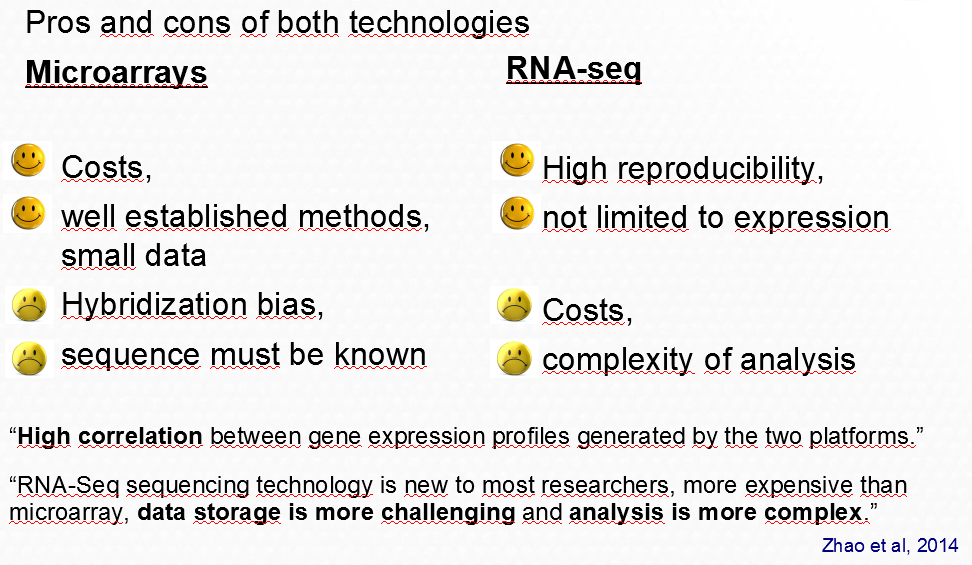 Pros and cons of both technologies
Microarrays
Costs,
well established methods,
small data
Hybridization bias,
sequence must be known
RNA-seq
High reproducibility,
not limited to expression
Costs,
complexity of analysis
“High correlation between gene expression profiles generated by the two platforms.”
“RNA-Seq sequencing technology is new to most researchers, more expensive than
microarray, data storage is more challenging and analysis is more complex.”
Zhao et al, 2014